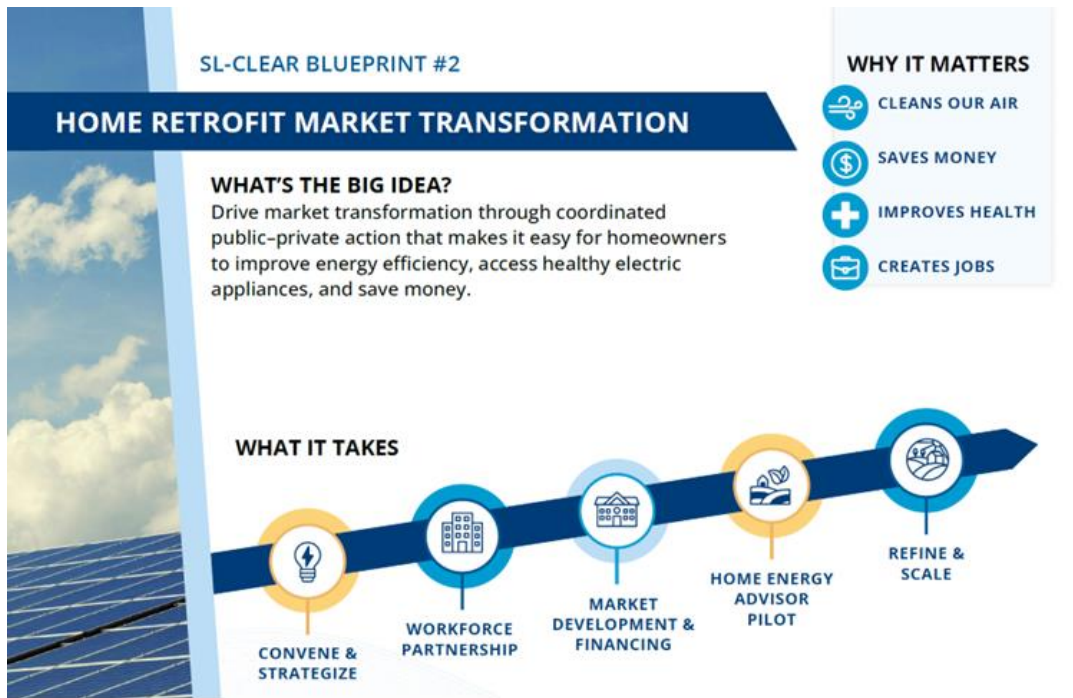 SL-CLEAR BLUEPRINT #2
HOME RETROFIT MARKET TRANSFORMATION
WHAT'S THE BIG IDEA?
Drive market transformation through coordinated
public–private action that makes it easy for homeowners
to improve energy efficiency, access healthy electric
appliances, and save money.
WHY IT MATTERS
CLEANS OUR AIR
$
SAVES MONEY
IMPROVES HEALTH
CREATES JOBS
WHAT IT TAKES
CONVENE &
STRATEGIZE
WORKFORCE
PARTNERSHIP
MARKET
DEVELOPMENT &
FINANCING
HOME ENERGY
ADVISOR
PILOT
REFINE &
SCALE